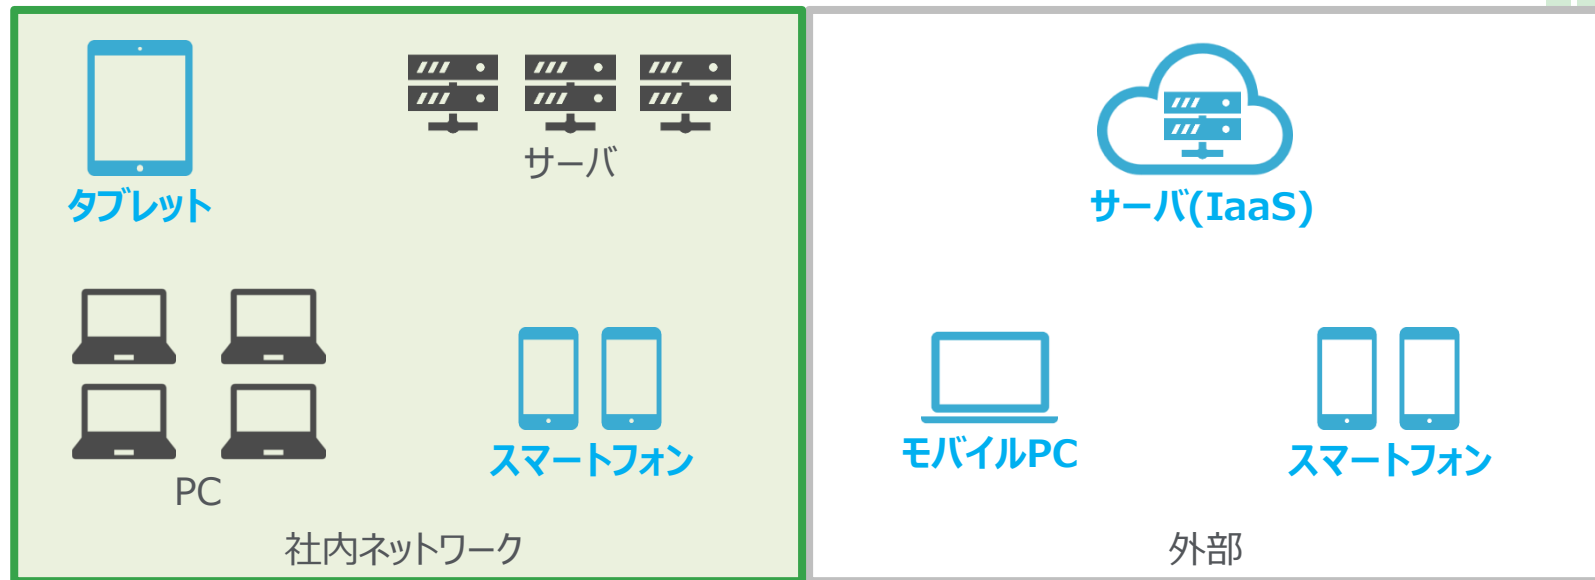 サーバ
タブレット
サーバ(IaaS)
スマートフォン
PC
モバイルPC
スマートフォン
社内ネットワーク
外部